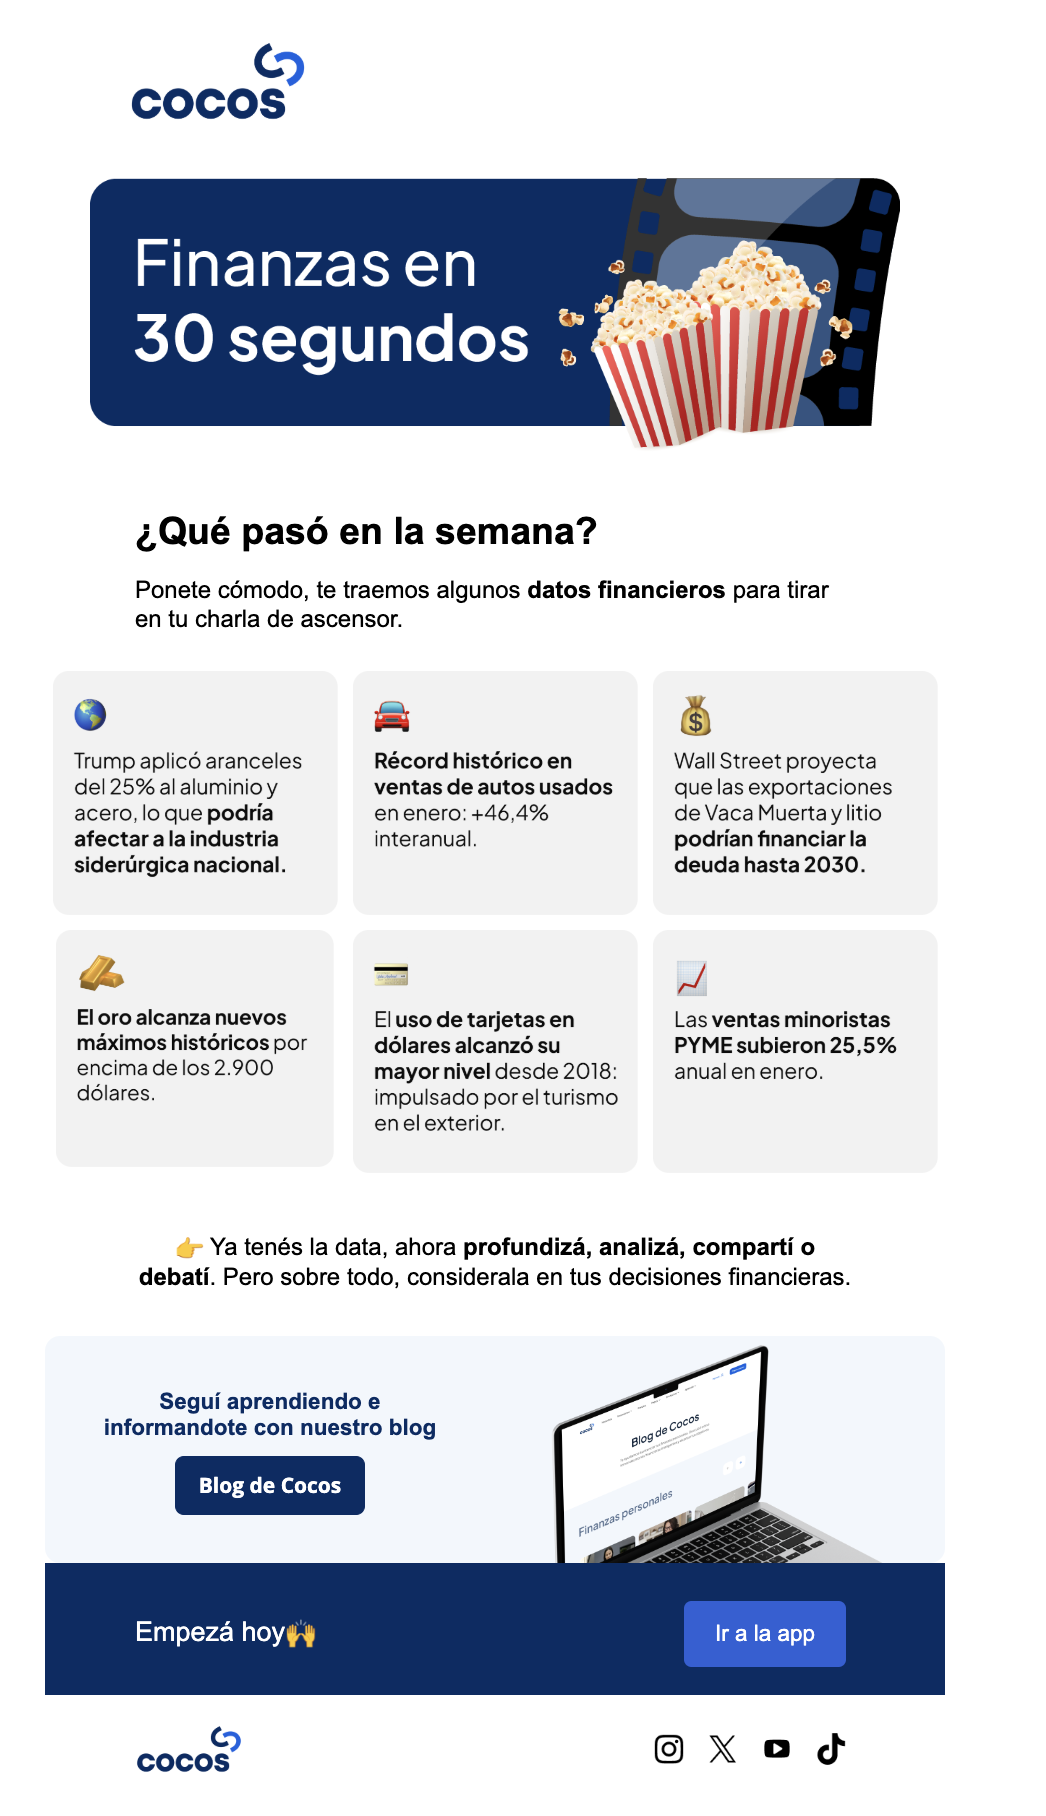 cocos
Finanzas en
30 segundos
¿Qué pasó en la semana?
Ponete cómodo, te traemos algunos datos financieros para tirar
en tu charla de ascensor.
Trump aplicó aranceles
del 25% al aluminio y
acero, lo que podría
afectar a la industria
siderúrgica nacional.
Récord histórico en
ventas de autos usados
en enero: +46,4%
interanual.
$
Wall Street proyecta
que las exportaciones
de Vaca Muerta y litio
podrían financiar la
deuda hasta 2030.
El oro alcanza nuevos
máximos históricos por
encima de los 2.900
dólares.
El uso de tarjetas en
dólares alcanzó su
mayor nivel desde 2018:
impulsado por el turismo
en el exterior.
Las ventas minoristas
PYME subieron 25,5%
anual en enero.
Ya tenés la data, ahora profundizá, analizá, compartí o
debatí. Pero sobre todo, considerala en tus decisiones financieras.
Seguí aprendiendo e
informandote con nuestro blog
Blog de Cocos
cocos
Blog de Cocos
Finanzas personales
Empezá hoy
Ir a la app
cocos